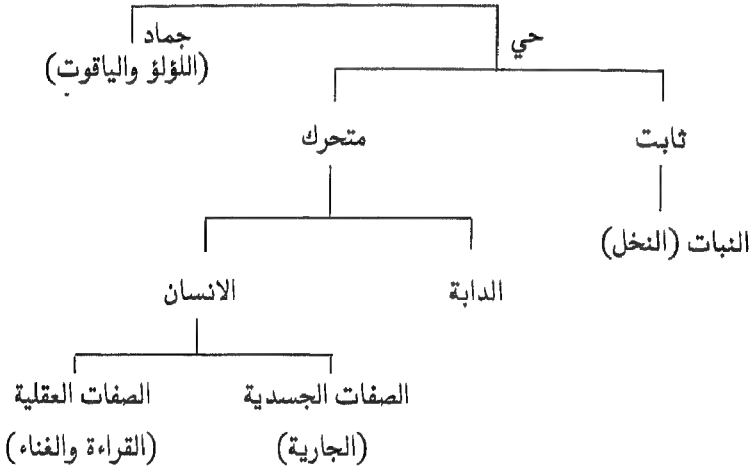 حي
جماد
(اللؤلؤ والياقوت)
ثابت
متحرك
النبات (النخل)
الدابة
الانسان
الصفات الجسدية
(الجارية)
الصفات العقلية
(القراءة والغناء)